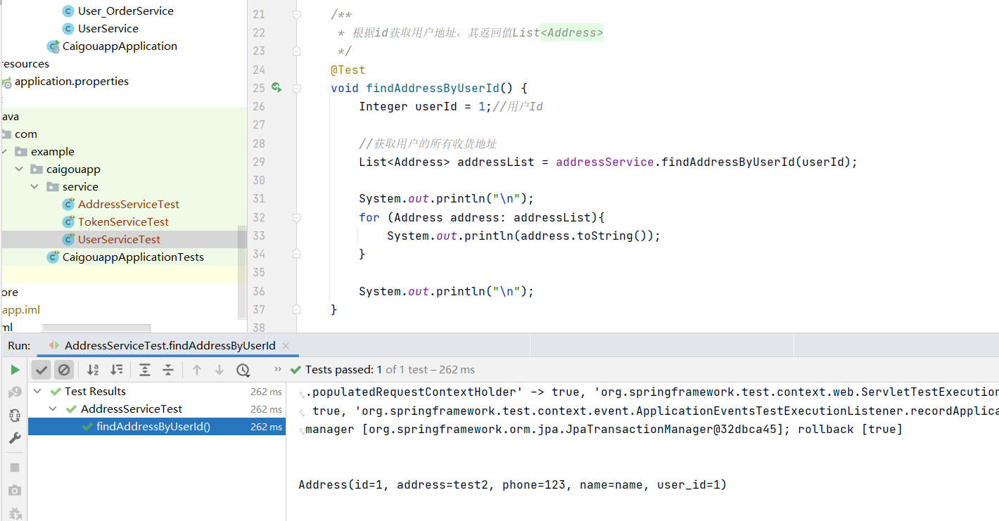 User_OrderService
UserService
CaigouappApplication
resources
application.properties
ava
com
example
caigouapp
service
AddressServiceTest
TokenServiceTest
UserServiceTest
CaigouappApplicationTests
ore
app.iml
ml
21 /**
22 * 根据id获取用户地址，其返回值List<Address>
23 */
24 @Test
25 void findAddressByUserId() {
26 Integer userId = 1;//用户Id
27
28 //获取用户的所有收货地址
29 List<Address> addressList = addressService.findAddressByUserId(userId);
30
31 System.out.println("\n");
32 for (Address address: addressList){
33 System.out.println(address.toString());
34 }
35
36 System.out.println("\n");
37 }
38
Run: AddressServiceTest.findAddressByUserId
Tests passed: 1 of 1 test – 262 ms
Test Results 262 ms
AddressServiceTest 262 ms
findAddressByUserId() 262 ms
.populatedRequestContextHolder' -> true, 'org.springframework.test.context.web.ServletTestExecution
true, 'org.springframework.test.context.event.ApplicationEventsTestExecutionListener.recordApplic
manager [org.springframework.orm.jpa.JpaTransactionManager@32dbca45]; rollback [true]
Address(id=1, address=test2, phone=123, name=name, user_id=1)